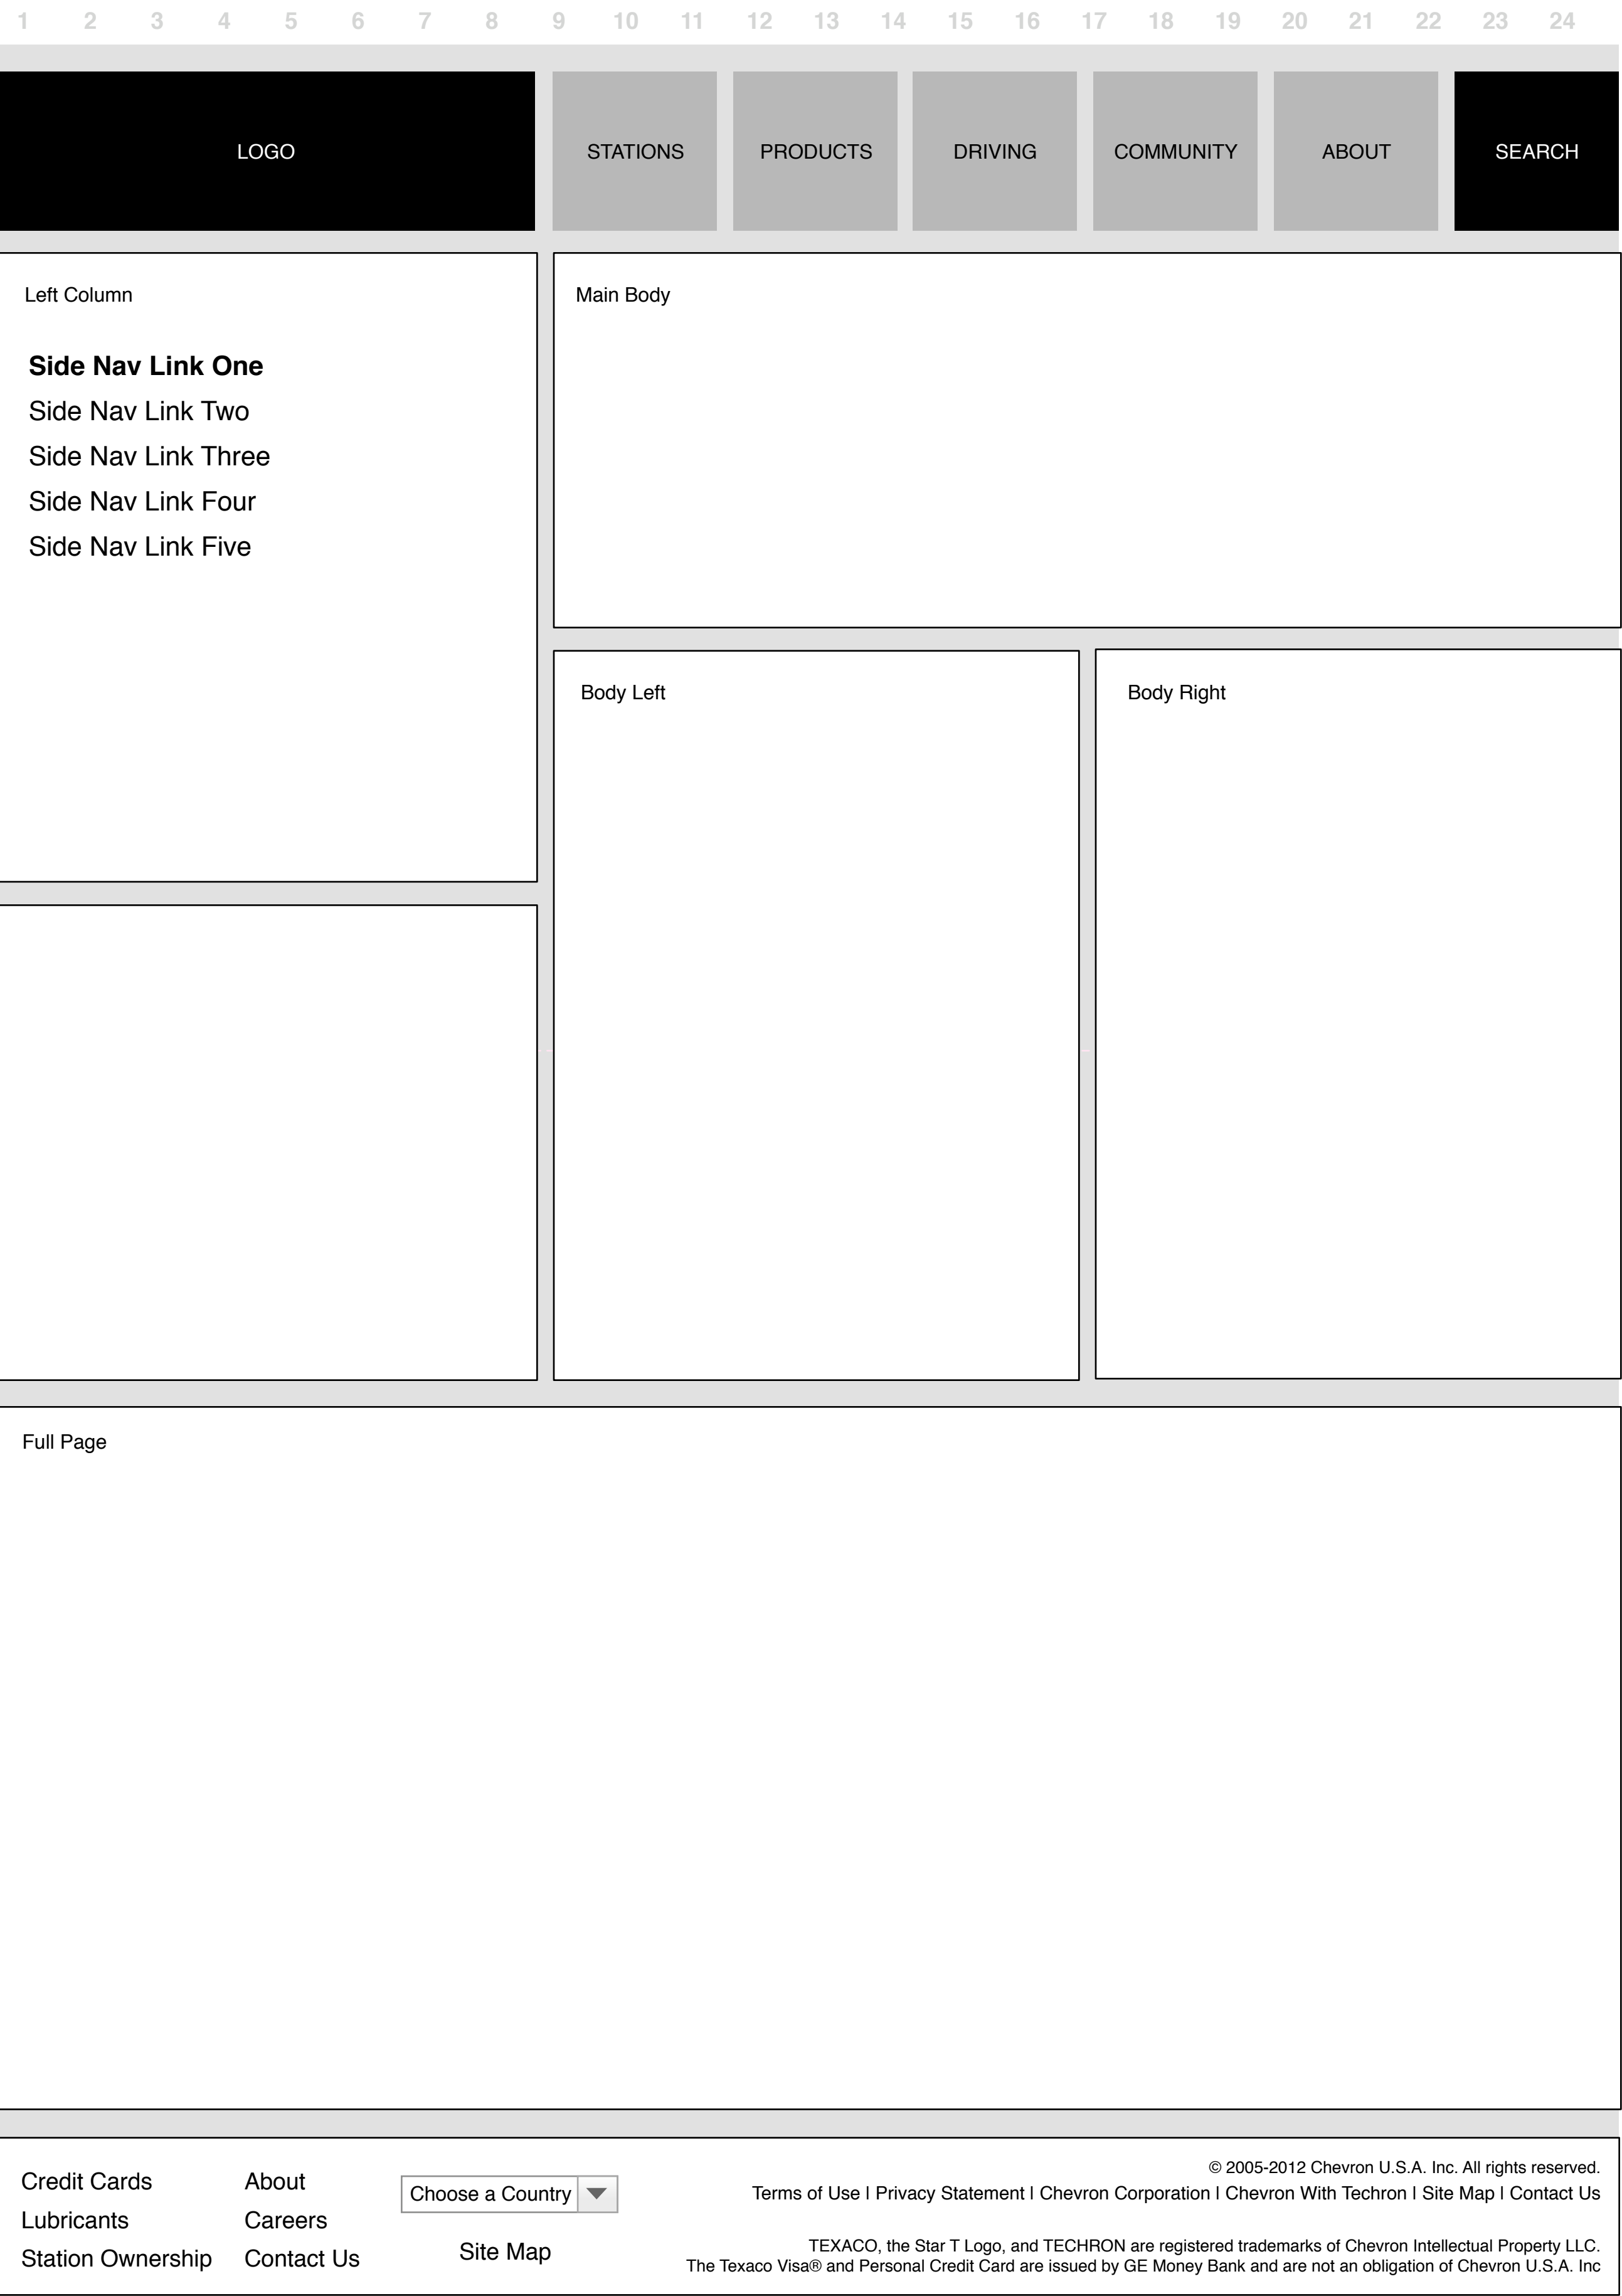 1 2 3 4 5 6 7 8 9 10 11 12 13 14 15 16 17 18 19 20 21 22 23 24
LOGO STATIONS PRODUCTS DRIVING COMMUNITY ABOUT SEARCH
Left Column
Side Nav Link One
Side Nav Link Two
Side Nav Link Three
Side Nav Link Four
Side Nav Link Five
Main Body
Body Left
Body Right
Full Page
Credit Cards
Lubricants
Station Ownership
About
Careers
Contact Us
Choose a Country
Site Map
© 2005-2012 Chevron U.S.A. Inc. All rights reserved.
Terms of Use | Privacy Statement | Chevron Corporation | Chevron With Techron | Site Map | Contact Us
TEXACO, the Star T Logo, and TECHRON are registered trademarks of Chevron Intellectual Property LLC.
The Texaco Visa® and Personal Credit Card are issued by GE Money Bank and are not an obligation of Chevron U.S.A. Inc